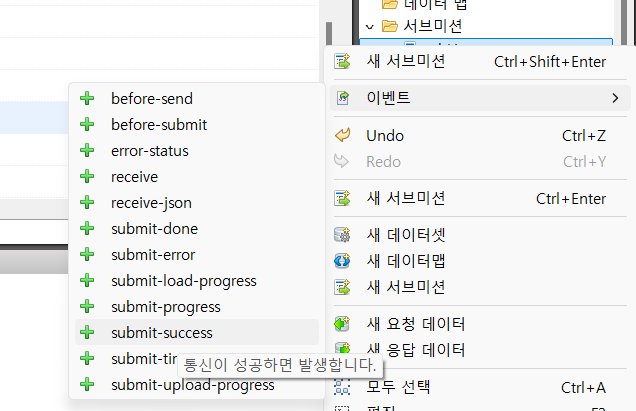 데이터 맵
서브미션
새 서브미션 Ctrl+Shift+Enter
이벤트
Undo Ctrl+Z
Redo Ctrl+Y
새 서브미션 Ctrl+Enter
새 데이터셋
새 데이터맵
새 서브미션
새 요청 데이터
새 응답 데이터
모두 선택 Ctrl+A
before-send
before-submit
error-status
receive
receive-json
submit-done
submit-error
submit-load-progress
submit-progress
submit-success
통신이 성공하면 발생합니다.
submit-upload-progress